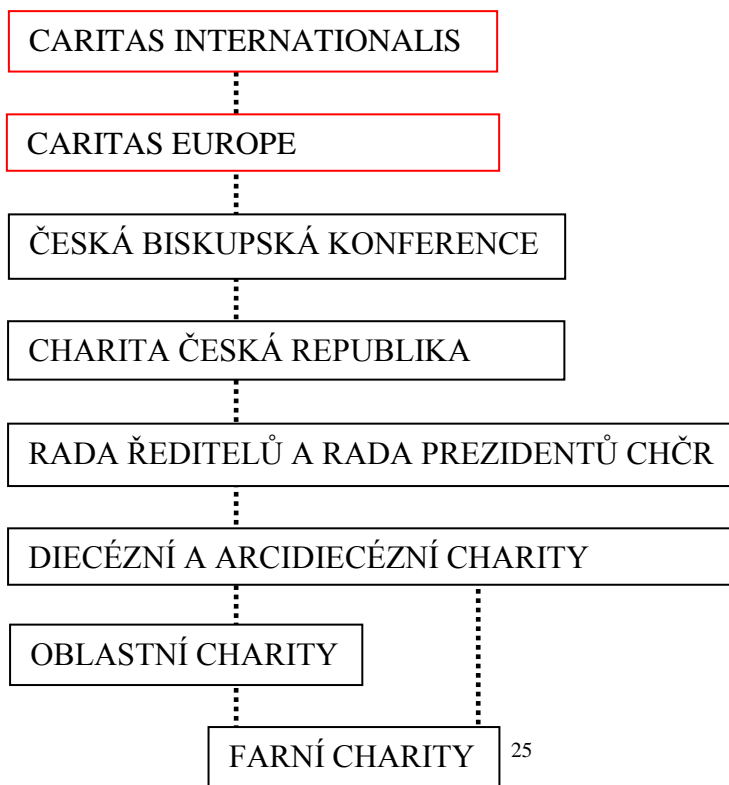 CARITAS INTERNATIONALIS
CARITAS EUROPE
ČESKÁ BISKUPSKÁ KONFERENCE
CHARITA ČESKÁ REPUBLIKA
RADA ŘEDITELŮ A RADA PREZIDENTŮ CHČR
DIECÉZNÍ A ARCIDIECÉZNÍ CHARITY
OBLASTNÍ CHARITY
FARNÍ CHARITY 25